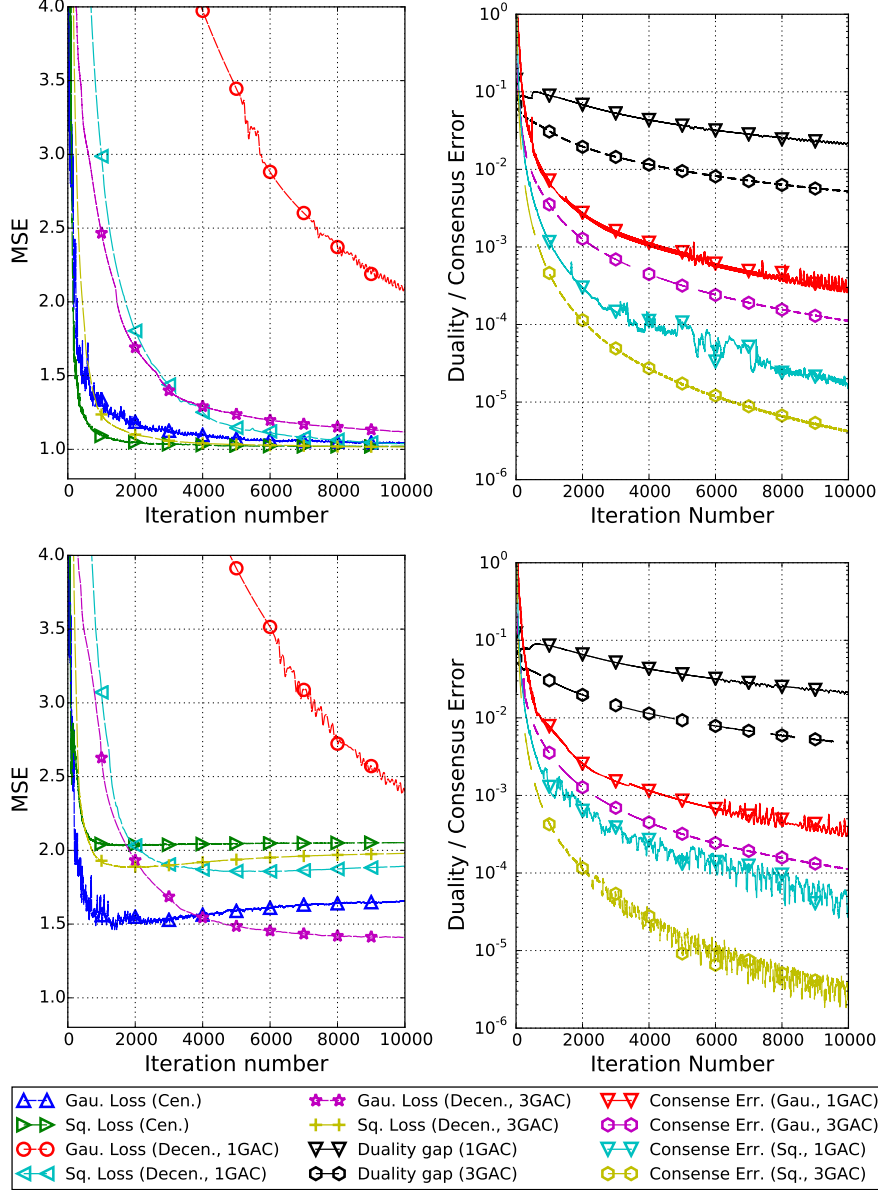 4.0
3.5
3.0
2.5
2.0
1.5
1.0
MSE
0 2000 4000 6000 8000 10000
Iteration number
10^0
10^-1
10^-2
10^-3
10^-4
10^-5
10^-6
Duality / Consensus Error
0 2000 4000 6000 8000 10000
Iteration Number
4.0
3.5
3.0
2.5
2.0
1.5
1.0
MSE
0 2000 4000 6000 8000 10000
Iteration number
10^0
10^-1
10^-2
10^-3
10^-4
10^-5
10^-6
Duality / Consensus Error
0 2000 4000 6000 8000 10000
Iteration Number
Gau. Loss (Cen.)
Sq. Loss (Cen.)
Gau. Loss (Decen., 1GAC)
Sq. Loss (Decen., 1GAC)
Gau. Loss (Decen., 3GAC)
Sq. Loss (Decen., 3GAC)
Duality gap (1GAC)
Duality gap (3GAC)
Consense Err. (Gau., 1GAC)
Consense Err. (Gau., 3GAC)
Consense Err. (Sq., 1GAC)
Consense Err. (Sq., 3GAC)